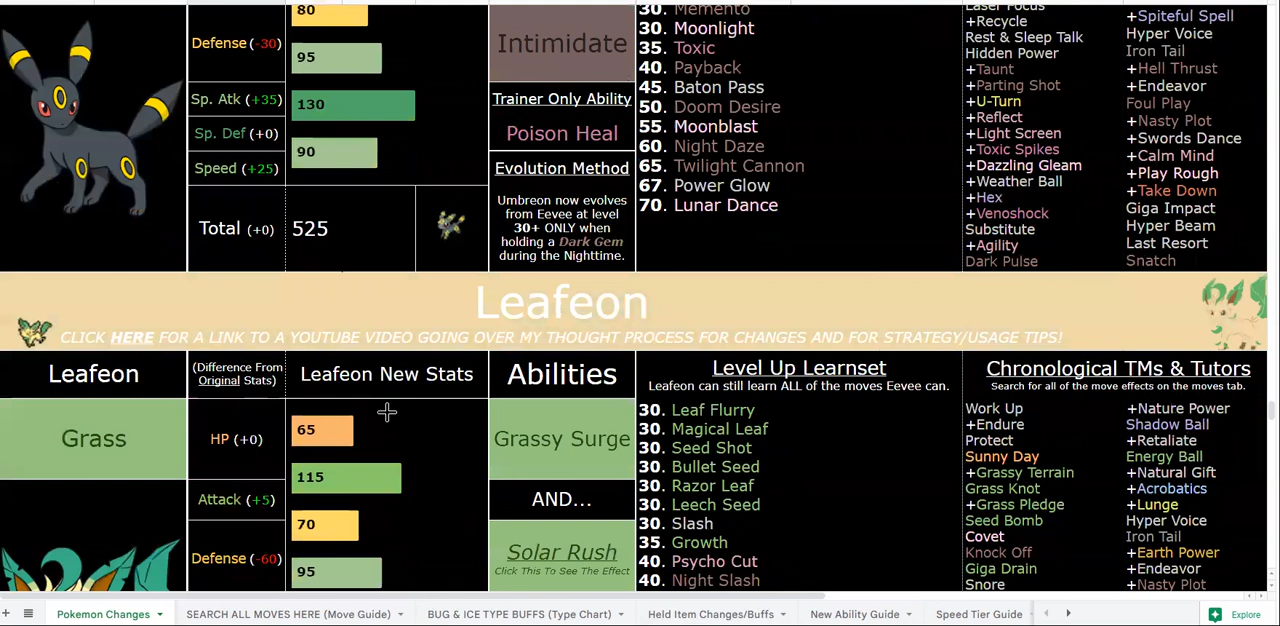 80
Defense (-30)
95
Sp. Atk (+35)
130
Sp. Def (+0)
90
Speed (+25)
Total (+0)
525
Intimidate
Trainer Only Ability
Poison Heal
Evolution Method
Umbreon now evolves
from Eevee at level
30+ ONLY when
holding a Dark Gem
during the Nighttime.
30. Memento
30. Moonlight
35. Toxic
40. Payback
45. Baton Pass
50. Doom Desire
55. Moonblast
60. Night Daze
65. Twilight Cannon
67. Power Glow
70. Lunar Dance
Laser Focus
+Recycle
Rest & Sleep Talk
Hidden Power
+Taunt
+Parting Shot
+U-Turn
+Reflect
+Light Screen
+Toxic Spikes
+Dazzling Gleam
+Weather Ball
+Hex
+Venoshock
Substitute
+Agility
Dark Pulse
+Spiteful Spell
Hyper Voice
Iron Tail
+Hell Thrust
+Endeavor
Foul Play
+Nasty Plot
+Swords Dance
+Calm Mind
+Play Rough
+Take Down
Giga Impact
Hyper Beam
Last Resort
Snatch
Leafeon
CLICK HERE FOR A LINK TO A YOUTUBE VIDEO GOING OVER MY THOUGHT PROCESS FOR CHANGES AND FOR STRATEGY/USAGE TIPS!
Leafeon
(Difference From
Original Stats)
Leafeon New Stats
Abilities
Level Up Learnset
Leafeon can still learn ALL of the moves Eevee can.
Chronological TMs & Tutors
Search for all of the move effects on the moves tab.
Grass
HP (+0)
65
115
Attack (+5)
70
Defense (-60)
95
Grassy Surge
AND...
Solar Rush
Click This To See The Effect
30. Leaf Flurry
30. Magical Leaf
30. Seed Shot
30. Bullet Seed
30. Razor Leaf
30. Leech Seed
30. Slash
35. Growth
40. Psycho Cut
40. Night Slash
Work Up
+Endure
Protect
Sunny Day
+Grassy Terrain
Grass Knot
+Grass Pledge
Seed Bomb
Covet
Knock Off
Giga Drain
Snore
+Nature Power
Shadow Ball
+Retaliate
Energy Ball
+Natural Gift
+Acrobatics
+Lunge
Hyper Voice
Iron Tail
+Earth Power
+Endeavor
+Nasty Plot
Pokemon Changes
SEARCH ALL MOVES HERE (Move Guide)
BUG & ICE TYPE BUFFS (Type Chart)
Held Item Changes/Buffs
New Ability Guide
Speed Tier Guide
Explore